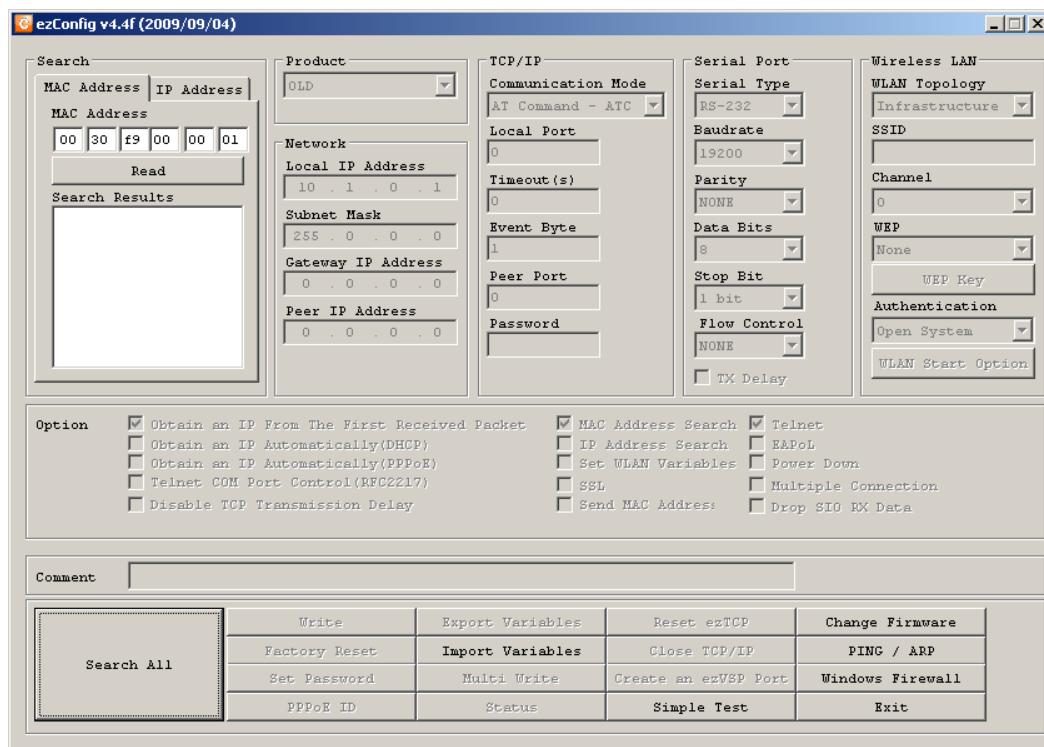 ezConfig v4.4f (2009/09/04)
Search
MAC Address IP Address
MAC Address
00 30 f9 00 00 01
Read
Search Results
Product
OLD
Network
Local IP Address
10 . 1 . 0 . 1
Subnet Mask
255 . 0 . 0 . 0
Gateway IP Address
0 . 0 . 0 . 0
Peer IP Address
0 . 0 . 0 . 0
TCP/IP
Communication Mode
AT Command - ATC
Local Port
0
Timeout(s)
0
Event Byte
1
Peer Port
0
Password
Serial Port
Serial Type
RS-232
Baudrate
19200
Parity
NONE
Data Bits
8
Stop Bit
1 bit
Flow Control
NONE
TX Delay
Wireless LAN
WLAN Topology
Infrastructure
SSID
Channel
0
WEP
None
WEP Key
Authentication
Open System
WLAN Start Option
Option
Obtain an IP From The First Received Packet
Obtain an IP Automatically(DHCP)
Obtain an IP Automatically(PPPoE)
Telnet COM Port Control(RFC2217)
Disable TCP Transmission Delay
MAC Address Search
IP Address Search
Set WLAN Variables
SSL
Send MAC Address
Telnet
EAPoL
Power Down
Multiple Connection
Drop SIO RX Data
Comment
Search All
Write Export Variables Reset ezTCP Change Firmware
Factory Reset Import Variables Close TCP/IP PING / ARP
Set Password Multi Write Create an ezVSP Port Windows Firewall
PPPoE ID Status Simple Test Exit